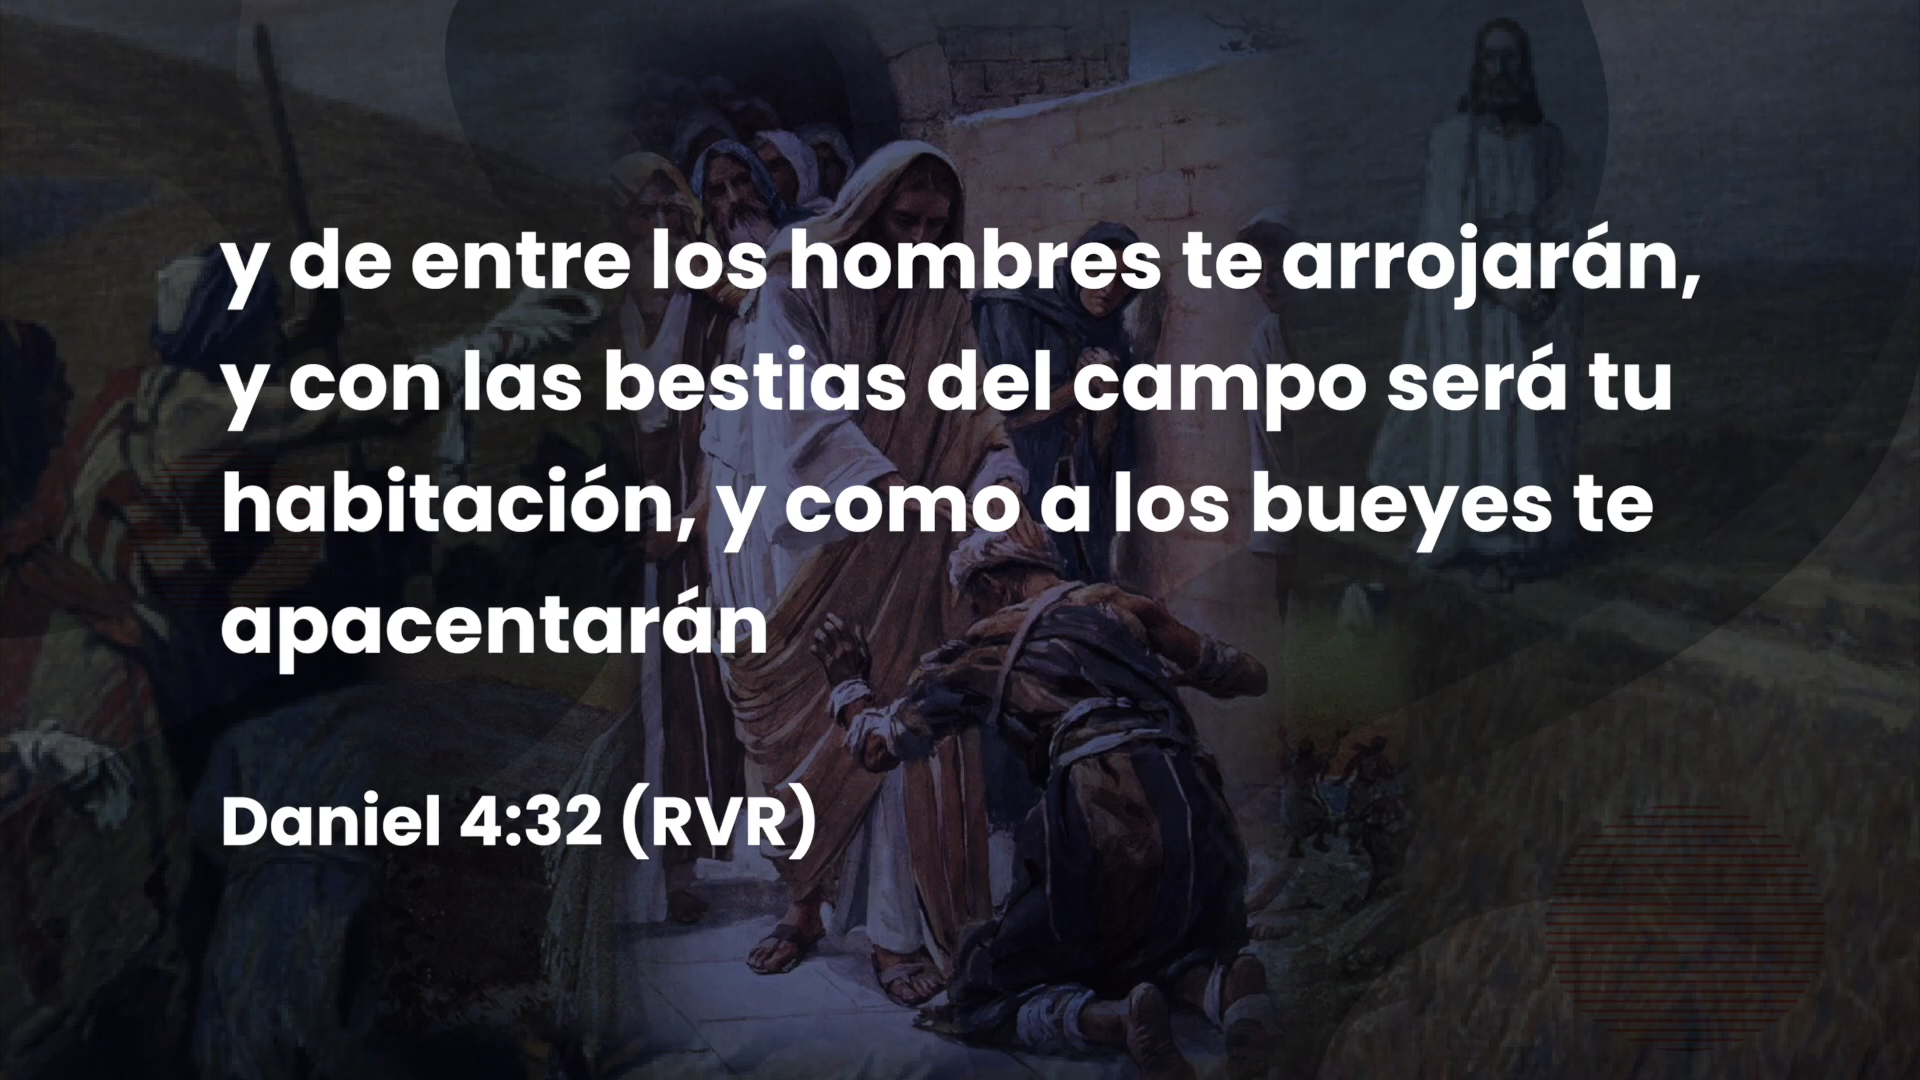 y de entre los hombres te arrojarán,
y con las bestias del campo será tu
habitación, y como a los bueyes te
apacentarán
Daniel 4:32 (RVR)